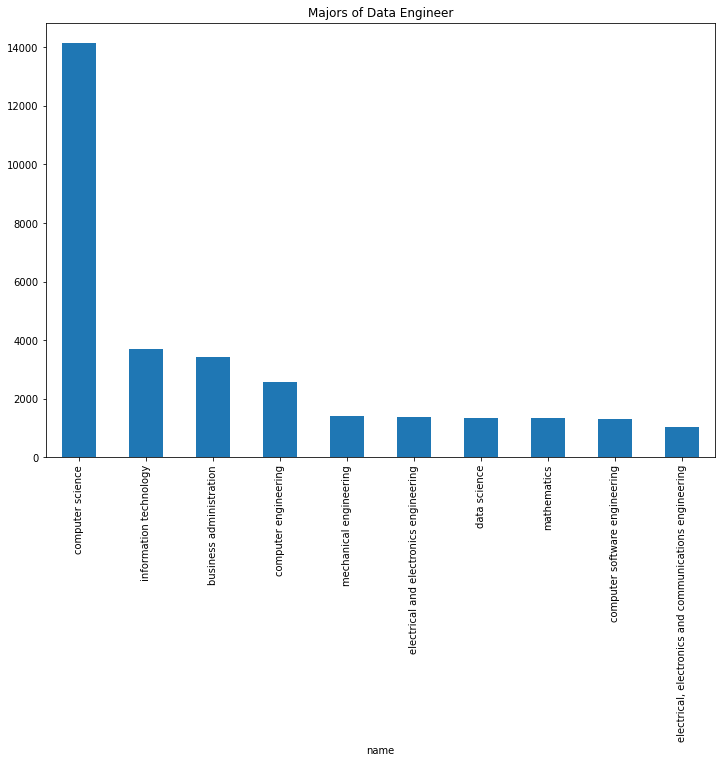 Majors of Data Engineer
14000
12000
10000
8000
6000
4000
2000
0
computer science
information technology
business administration
computer engineering
mechanical engineering
electrical and electronics engineering
data science
mathematics
computer software engineering
electrical, electronics and communications engineering
name